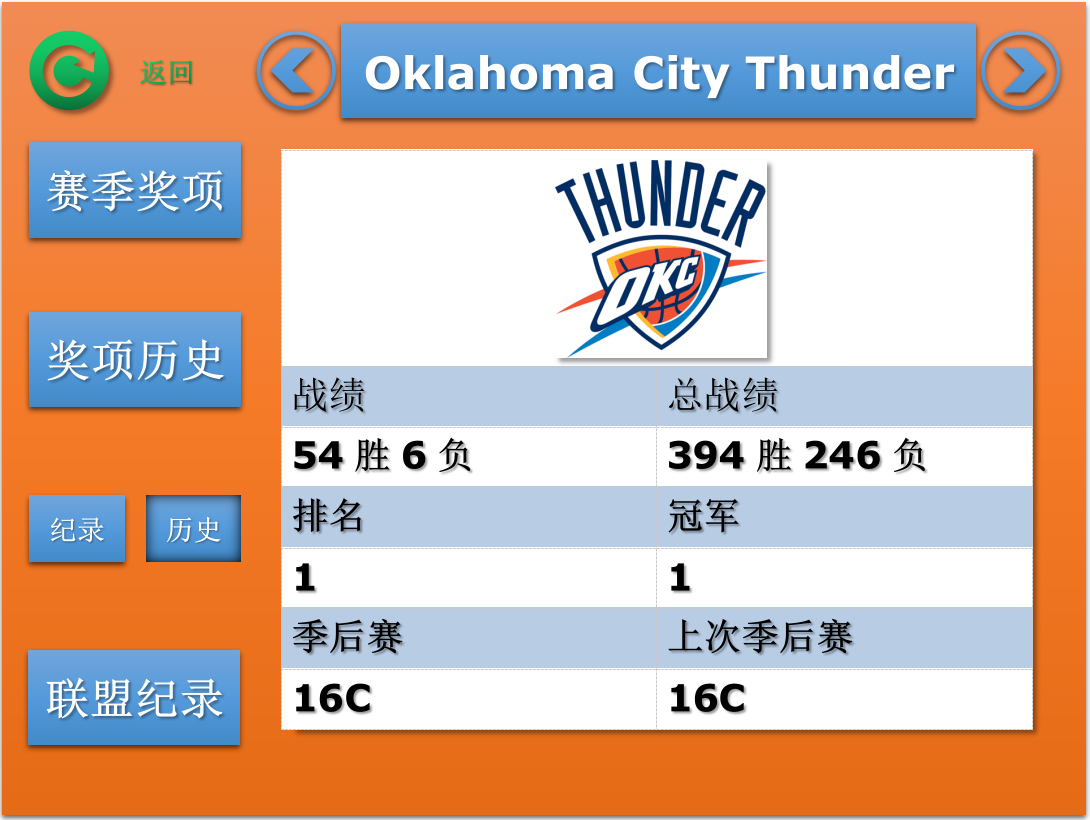 返回
Oklahoma City Thunder
赛季奖项
奖项历史
纪录
历史
联盟纪录
THUNDER
OKC
战绩 总战绩
54 胜 6 负 394 胜 246 负
排名 冠军
1 1
季后赛 上次季后赛
16C 16C